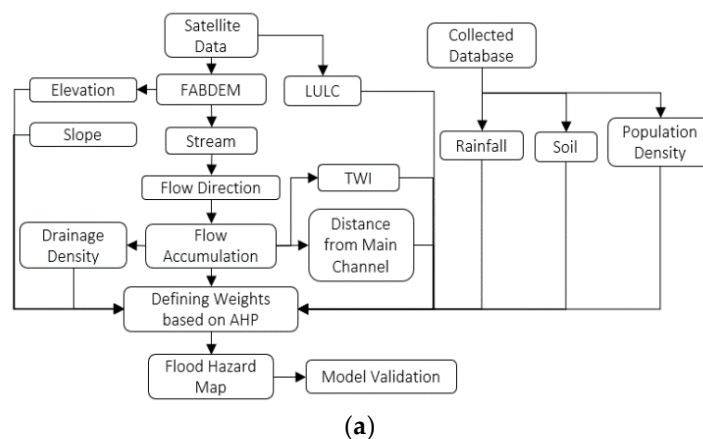 Satellite
Data
Collected
Database
Elevation
FABDEM
LULC
Slope
Stream
Rainfall
Soil
Population
Density
Flow Direction
TWI
Drainage
Density
Flow
Accumulation
Distance
from Main
Channel
Defining Weights
based on AHP
Flood Hazard
Map
Model Validation
(a)